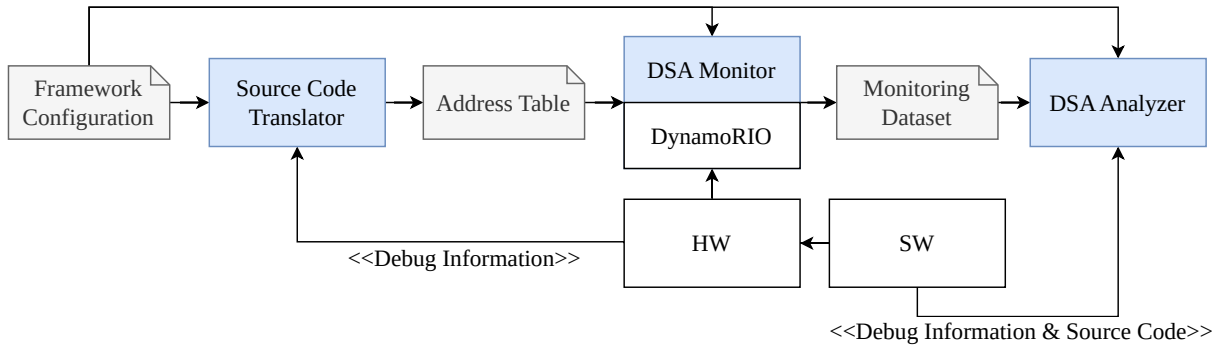 Framework
Configuration
Source Code
Translator
Address Table
DSA Monitor
DynamoRIO
Monitoring
Dataset
DSA Analyzer
HW
SW
<<Debug Information>>
<<Debug Information & Source Code>>